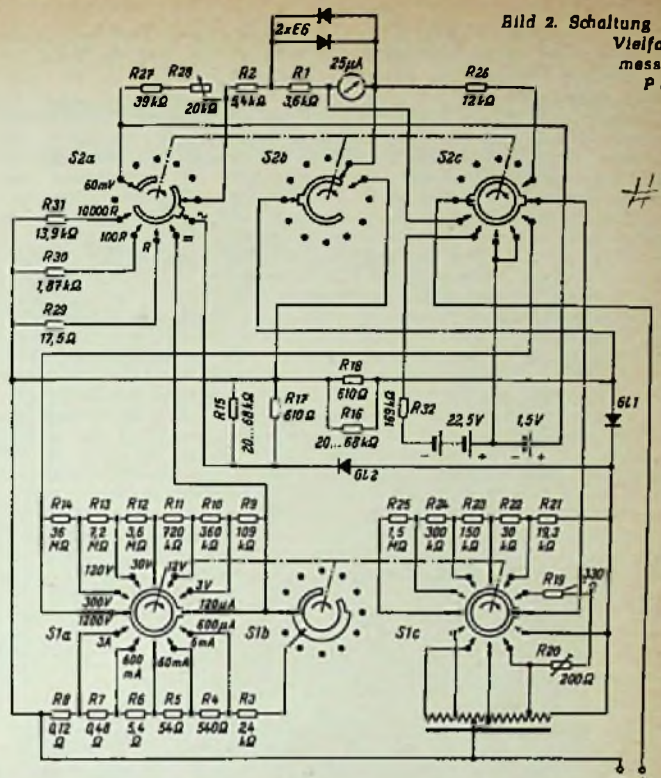 Bild 2. Schaltung
Vielfa
mess
P
2xE6
25µA
R27
39kΩ
R28
20kΩ
R2
5,4kΩ
R1
3,6kΩ
R26
12kΩ
S2a
S2b
S2c
60mV
10000R
100R
R
=
~
R31
13,9kΩ
R30
1,87kΩ
R29
17,5Ω
R15
20...68kΩ
R17
610Ω
R18
610Ω
R16
20...68kΩ
R32
169kΩ
22,5V
- +
1,5V
- +
GL1
GL2
R14
36
MΩ
R13
7,2
MΩ
R12
3,6
MΩ
R11
720
kΩ
R10
360
kΩ
R9
109
kΩ
R25
1,5
MΩ
R24
300
kΩ
R23
150
kΩ
R22
30
kΩ
R21
19,3
kΩ
120V
30V
12V
3V
300V
1200V
3A
600
mA
60mA
6mA
600µA
120µA
S1a
S1b
S1c
R19
330
Ω
R20
200Ω
R8
0,12
Ω
R7
0,48
Ω
R6
5,4
Ω
R5
54Ω
R4
540Ω
R3
2,4
kΩ